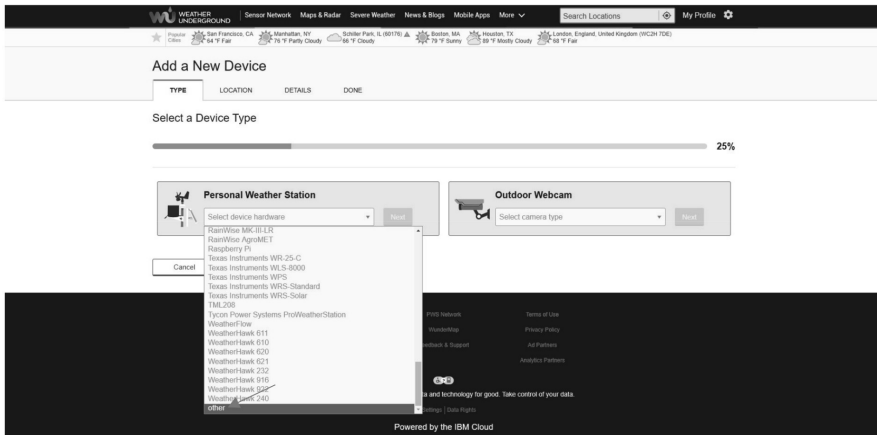 WEATHER UNDERGROUND
Sensor Network Maps & Radar Severe Weather News & Blogs Mobile Apps More Search Locations My Profile
Popular Cities San Francisco, CA 64 °F Fair Manhattan, NY 76 °F Partly Cloudy Schiller Park, IL (60176) 66 °F Cloudy Boston, MA 79 °F Sunny Houston, TX 89 °F Mostly Cloudy London, England, United Kingdom (WC2H 7DE) 68 °F Fair
Add a New Device
TYPE LOCATION DETAILS DONE
Select a Device Type
25%
Personal Weather Station
Select device hardware Next
Outdoor Webcam
Select camera type Next
RainWise MK-III-LR
RainWise AgroMET
Raspberry Pi
Texas Instruments WR-25-C
Texas Instruments WLS-8000
Texas Instruments WPS
Texas Instruments WRS-Standard
Texas Instruments WRS-Solar
TML208
Tycon Power Systems ProWeatherStation
WeatherFlow
WeatherHawk 611
WeatherHawk 610
WeatherHawk 620
WeatherHawk 621
WeatherHawk 232
WeatherHawk 916
WeatherHawk 922
WeatherHawk 240
other
Cancel
PWS Network Terms of Use
WunderMap Privacy Policy
eedback & Support Ad Partners
Analytics Partners
ta and technology for good. Take control of your data.
Settings | Data Rights
Powered by the IBM Cloud